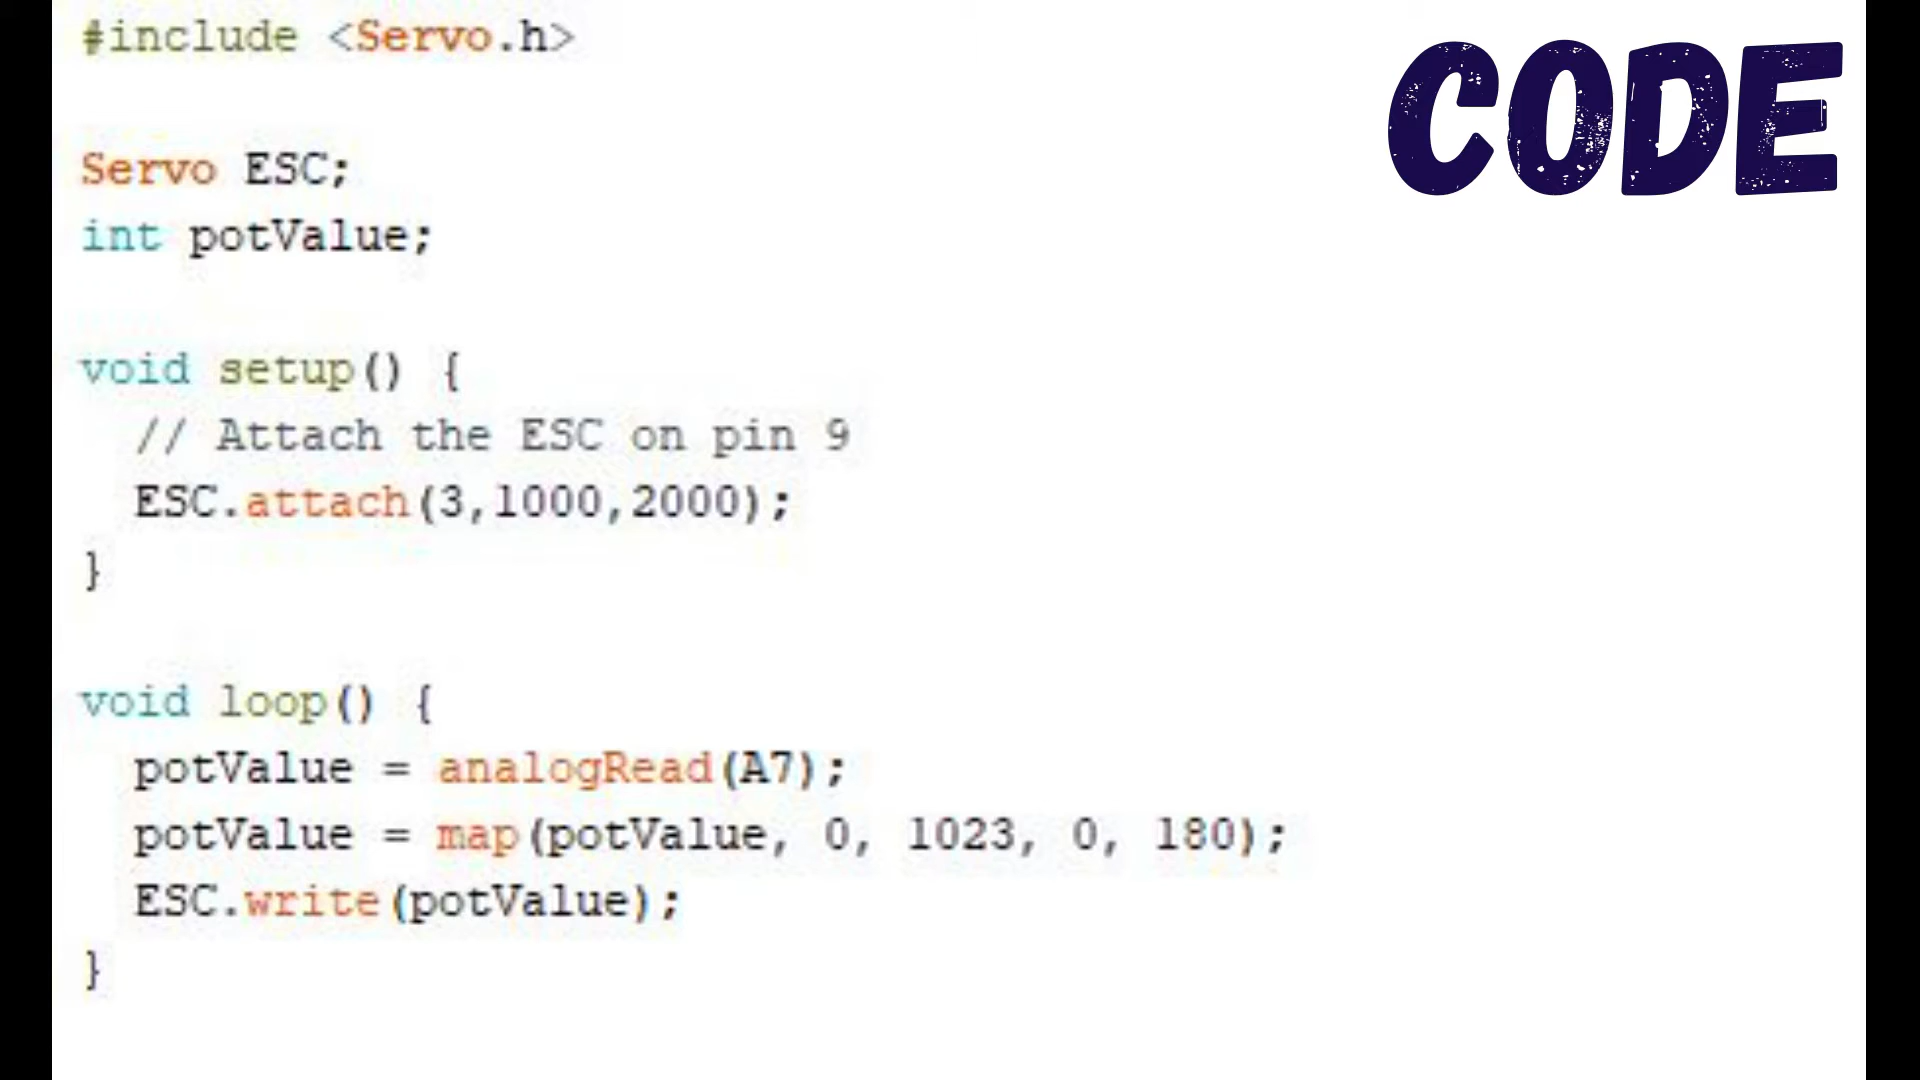 #include <Servo.h>
CODE
Servo ESC;
int potValue;
void setup() {
// Attach the ESC on pin 9
ESC.attach(3,1000,2000);
}
void loop() {
potValue = analogRead(A7);
potValue = map(potValue, 0, 1023, 0, 180);
ESC.write(potValue);
}